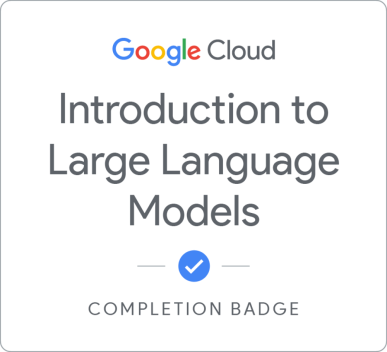 Google Cloud
Introduction to
Large Language
Models
COMPLETION BADGE